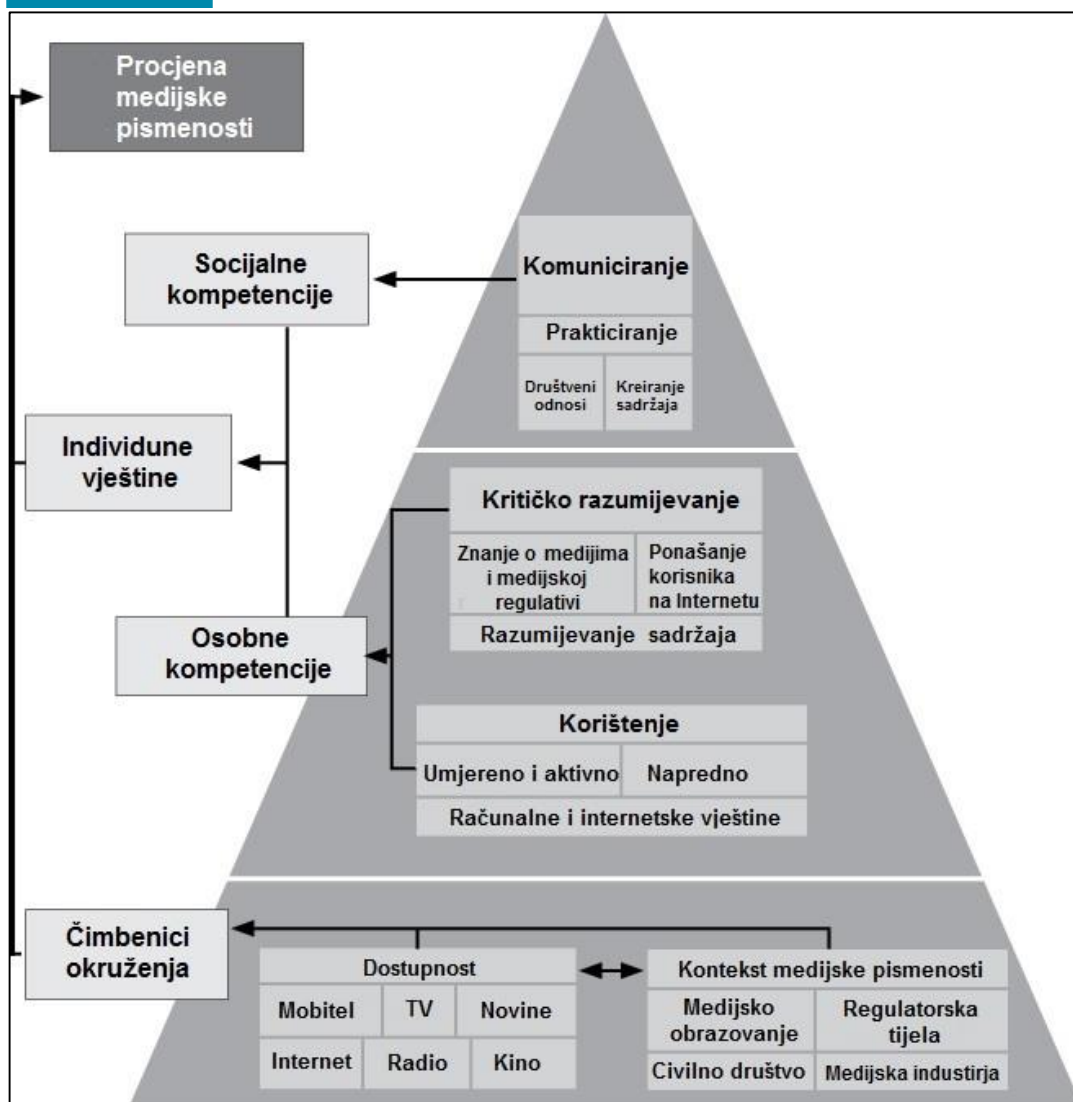 Procjena
medijske
pismenosti
Socijalne
kompetencije
Komuniciranje
Prakticiranje
Društveni
odnosi
Kreiranje
sadržaja
Individune
vještine
Kritičko razumijevanje
Znanje o medijima
i medijskoj
regulativi
Ponašanje
korisnika
na Internetu
Razumijevanje sadržaja
Osobne
kompetencije
Korištenje
Umjereno i aktivno
Napredno
Računalne i internetske vještine
Čimbenici
okruženja
Dostupnost
Mobitel
TV
Novine
Internet
Radio
Kino
Kontekst medijske pismenosti
Medijsko
obrazovanje
Regulatorska
tijela
Civilno društvo
Medijska industirja